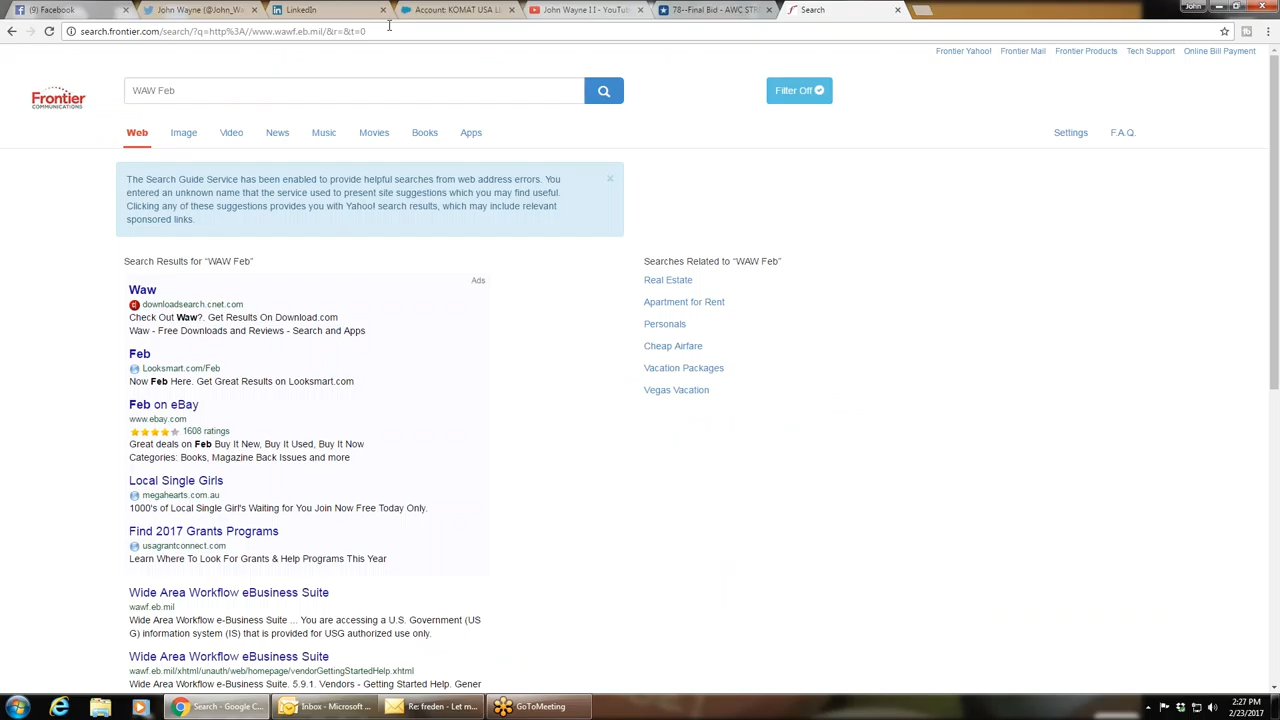 (9) Facebook
John Wayne (@John_Wa
LinkedIn
Account: KOMAT USA LL
John Wayne I I - YouTub
78--Final Bid - AWÇ STR
Search
John
search.frontier.com/search/?q=http%3A//www.wawf.eb.mil/&r=&t=0
Frontier Yahoo!
Frontier Mail
Frontier Products
Tech Support
Online Bill Payment
Frontier
COMMUNICATIONS
WAW Feb
Filter Off
Web
Image
Video
News
Music
Movies
Books
Apps
Settings
F.A.Q.
The Search Guide Service has been enabled to provide helpful searches from web address errors. You
entered an unknown name that the service used to present site suggestions which you may find useful.
Clicking any of these suggestions provides you with Yahoo! search results, which may include relevant
sponsored links.
Search Results for "WAW Feb"
Ads
Waw
downloadsearch.cnet.com
Check Out Waw?. Get Results On Download.com
Waw - Free Downloads and Reviews - Search and Apps
Feb
Looksmart.com/Feb
Now Feb Here. Get Great Results on Looksmart.com
Feb on eBay
www.ebay.com
1608 ratings
Great deals on Feb Buy It New, Buy It Used, Buy It Now
Categories: Books, Magazine Back Issues and more
Local Single Girls
megahearts.com.au
1000's of Local Single Girl's Waiting for You Join Now Free Today Only.
Find 2017 Grants Programs
usagrantconnect.com
Learn Where To Look For Grants & Help Programs This Year
Wide Area Workflow eBusiness Suite
wawf.eb.mil
Wide Area Workflow e-Business Suite ... You are accessing a U.S. Government (US
G) information system (IS) that is provided for USG authorized use only.
Wide Area Workflow eBusiness Suite
wawf.eb.mil/xhtml/unauth/web/homepage/vendorGettingStartedHelp.xhtml
Wide Area Workflow e-Business Suite. 5.9.1. Vendors - Getting Started Help. Gener
Searches Related to "WAW Feb"
Real Estate
Apartment for Rent
Personals
Cheap Airfare
Vacation Packages
Vegas Vacation
Search - Google C...
Inbox - Microsoft ...
Re: freden - Let m...
GoToMeeting
2:27 PM
2/23/2017